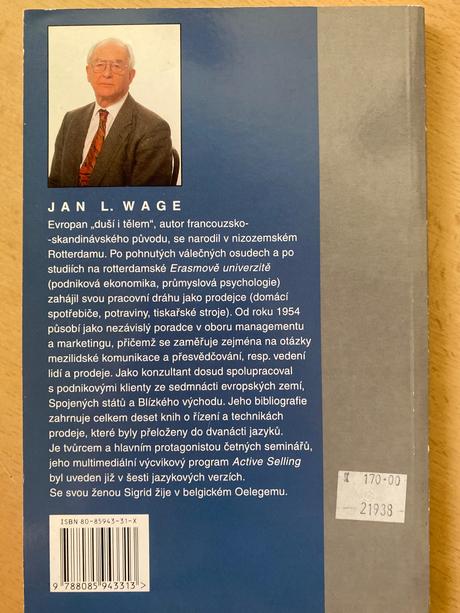 JAN L. WAGE
Evropan „duší i tělem“, autor francouzsko-
-skandinávského původu, se narodil v nizozemském
Rotterdamu. Po pohnutých válečných osudech a po
studiích na rotterdamské Erasmově univerzitě
(podniková ekonomika, průmyslová psychologie)
zahájil svou pracovní dráhu jako prodejce (domácí
spotřebiče, potraviny, tiskařské stroje). Od roku 1954
působí jako nezávislý poradce v oboru managementu
a marketingu, přičemž se zaměřuje zejména na otázky
mezilidské komunikace a přesvědčování, resp. vedení
lidí a prodeje. Jako konzultant dosud spolupracoval
s podnikovými klienty ze sedmnácti evropských zemí,
Spojených států a Blízkého východu. Jeho bibliografie
zahrnuje celkem deset knih o řízení a technikách
prodeje, které byly přeloženy do dvanácti jazyků.
Je tvůrcem a hlavním protagonistou četných seminářů,
jeho multimediální výcvikový program Active Selling
byl uveden již v šesti jazykových verzích.
Se svou ženou Sigrid žije v belgickém Oelegemu.
170-00
21938
ISBN 80-85943-31-X
9 788085 943313>